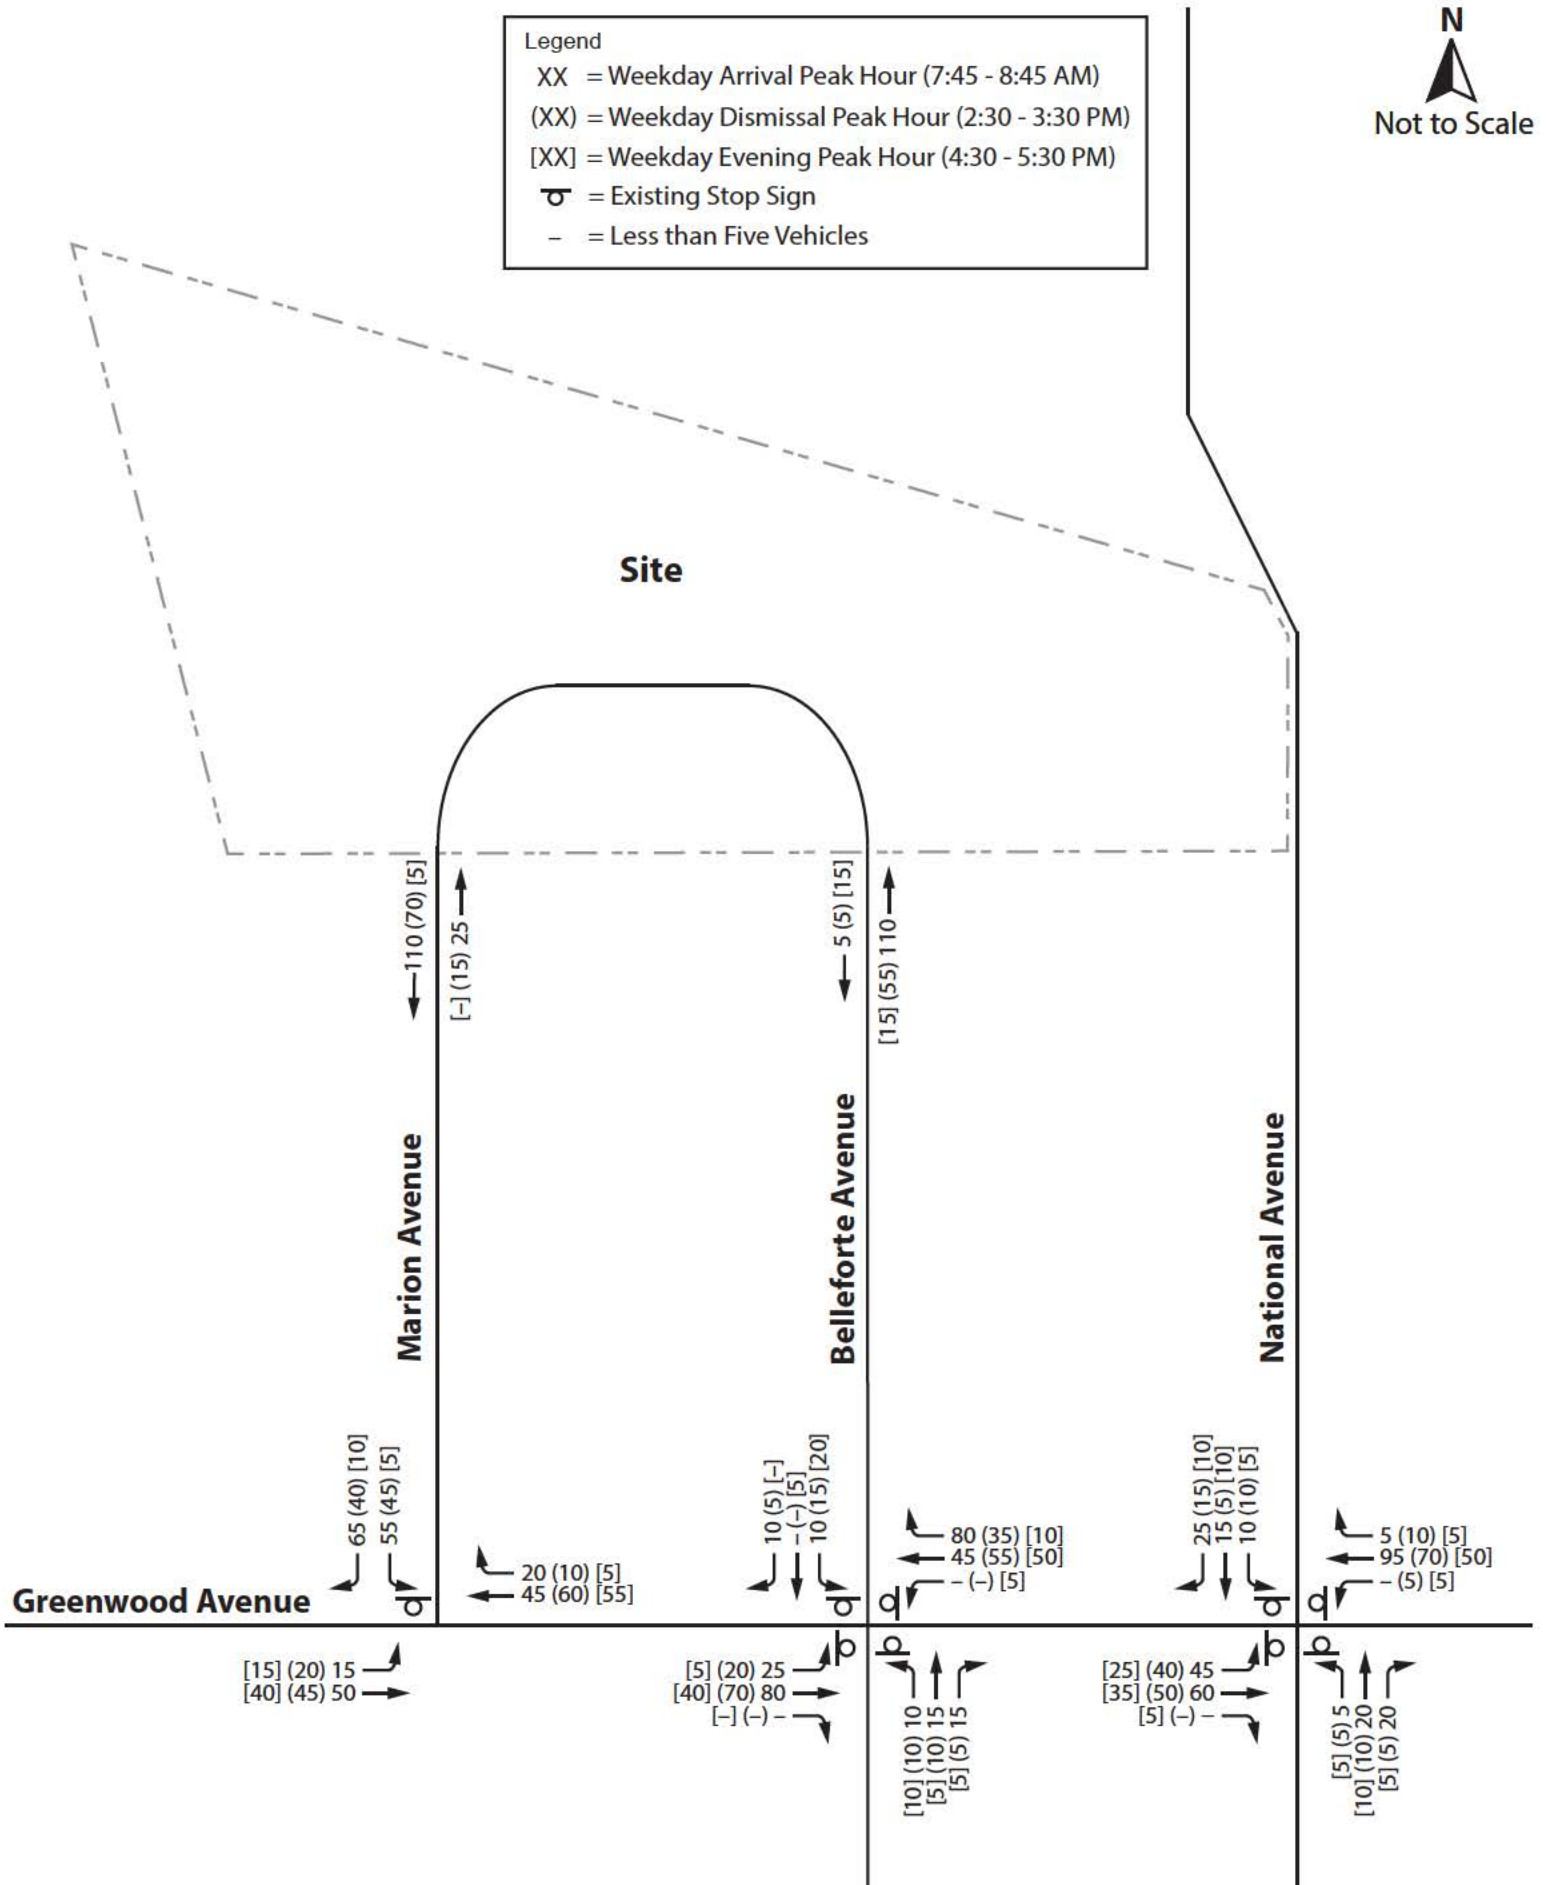 Legend
XX = Weekday Arrival Peak Hour (7:45 - 8:45 AM)
(XX) = Weekday Dismissal Peak Hour (2:30 - 3:30 PM)
[XX] = Weekday Evening Peak Hour (4:30 - 5:30 PM)
= Existing Stop Sign
– = Less than Five Vehicles
N
Not to Scale
Site
110 (70) [5]
[–] (15) 25
5 (5) [15]
[15] (55) 110
Marion Avenue
Belleforte Avenue
National Avenue
65 (40) [10]
55 (45) [5]
20 (10) [5]
45 (60) [55]
10 (5) [–]
– (–) [5]
10 (15) [20]
80 (35) [10]
45 (55) [50]
– (–) [5]
25 (15) [10]
15 (5) [10]
10 (10) [5]
5 (10) [5]
95 (70) [50]
– (5) [5]
Greenwood Avenue
[15] (20) 15
[40] (45) 50
[5] (20) 25
[40] (70) 80
[–] (–) –
[10] (10) 10
[5] (10) 15
[5] (5) 15
[25] (40) 45
[35] (50) 60
[5] (–) –
[5] (5) 5
[10] (10) 20
[5] (5) 20